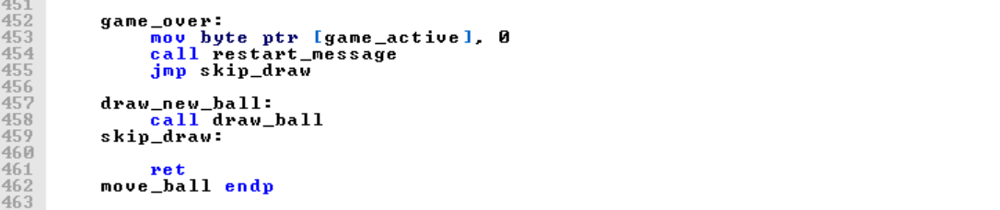 451
452 game_over:
453 mov byte ptr [game_active], 0
454 call restart_message
455 jmp skip_draw
456
457 draw_new_ball:
458 call draw_ball
459 skip_draw:
460
461 ret
462 move_ball endp
463